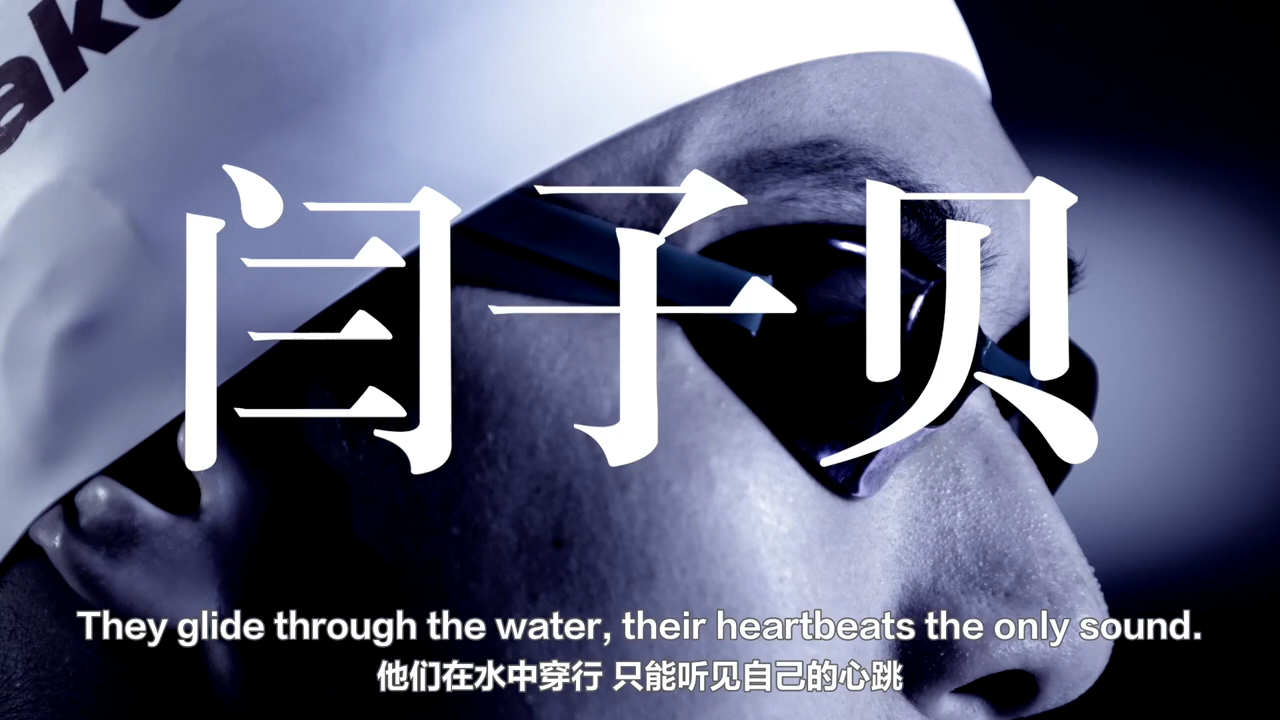 aku
闫子贝
They glide through the water, their heartbeats the only sound.
他们在水中穿行 只能听见自己的心跳